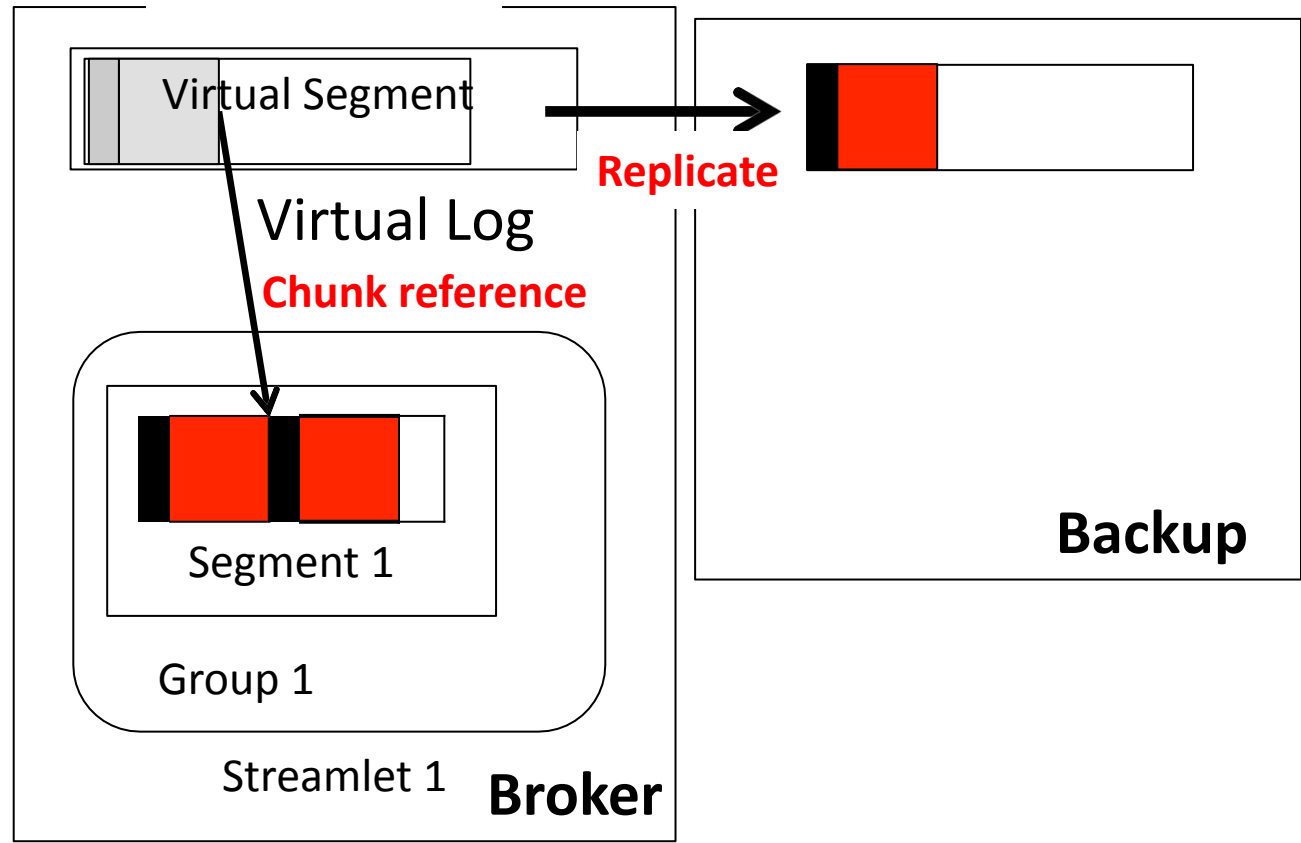 Virtual Segment
Replicate
Virtual Log
Chunk reference
Segment 1
Group 1
Streamlet 1
Broker
Backup